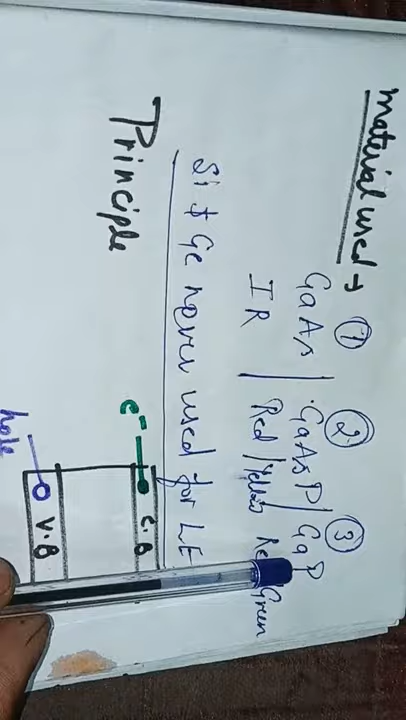 Material used → ① ② ③
GaAs | GaAsP | GaP
IR Red/Yellow Green
Si & Ge never used for LE
Principle
e⁻ C.B
hole V.B